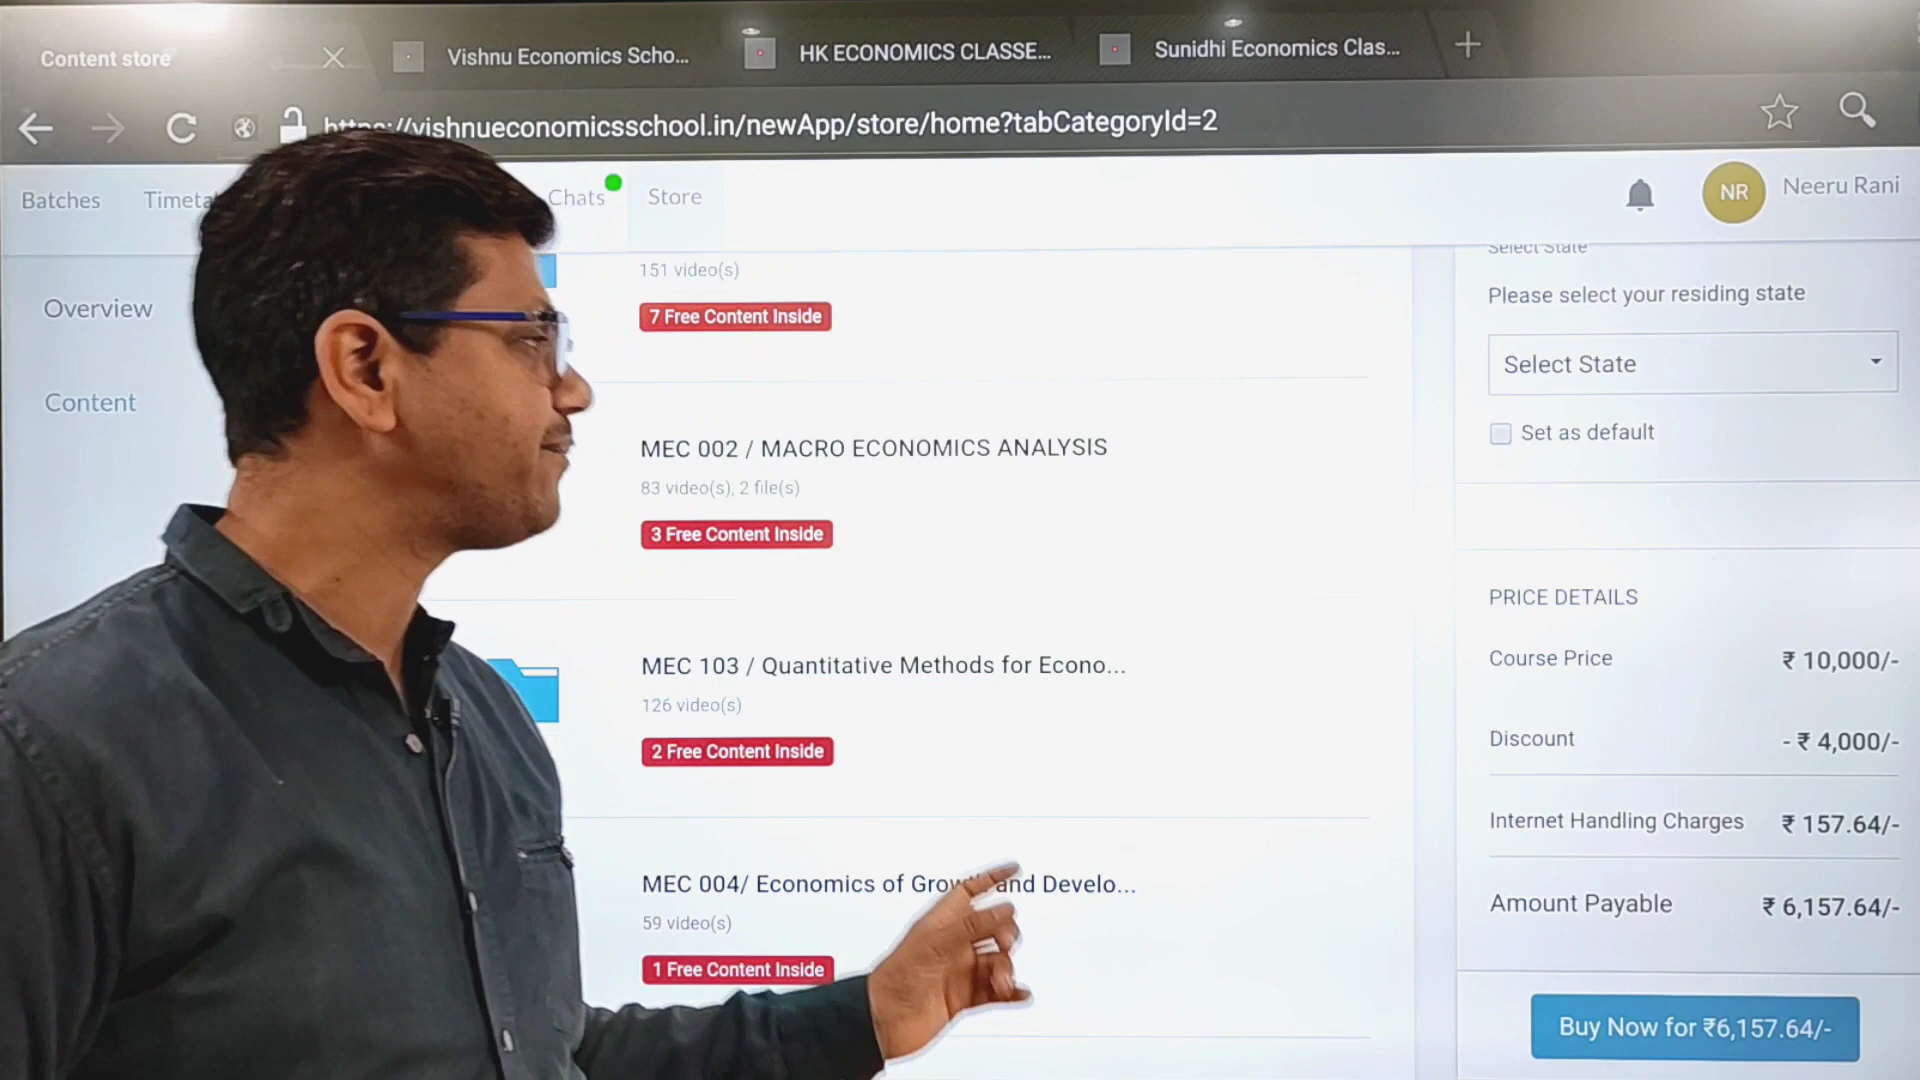 Content store
Vishnu Economics Scho...
HK ECONOMICS CLASSE...
Sunidhi Economics Clas...
https://vishnueconomicsschool.in/newApp/store/home?tabCategoryId=2
Batches
Chats
Store
NR
Neeru Rani
Overview
Content
151 video(s)
7 Free Content Inside
MEC 002 / MACRO ECONOMICS ANALYSIS
83 video(s), 2 file(s)
3 Free Content Inside
MEC 103 / Quantitative Methods for Econo...
126 video(s)
2 Free Content Inside
MEC 004/ Economics of Growth and Develo...
59 video(s)
1 Free Content Inside
Select State
Please select your residing state
Select State
Set as default
PRICE DETAILS
Course Price ₹ 10,000/-
Discount - ₹ 4,000/-
Internet Handling Charges ₹ 157.64/-
Amount Payable ₹ 6,157.64/-
Buy Now for ₹6,157.64/-